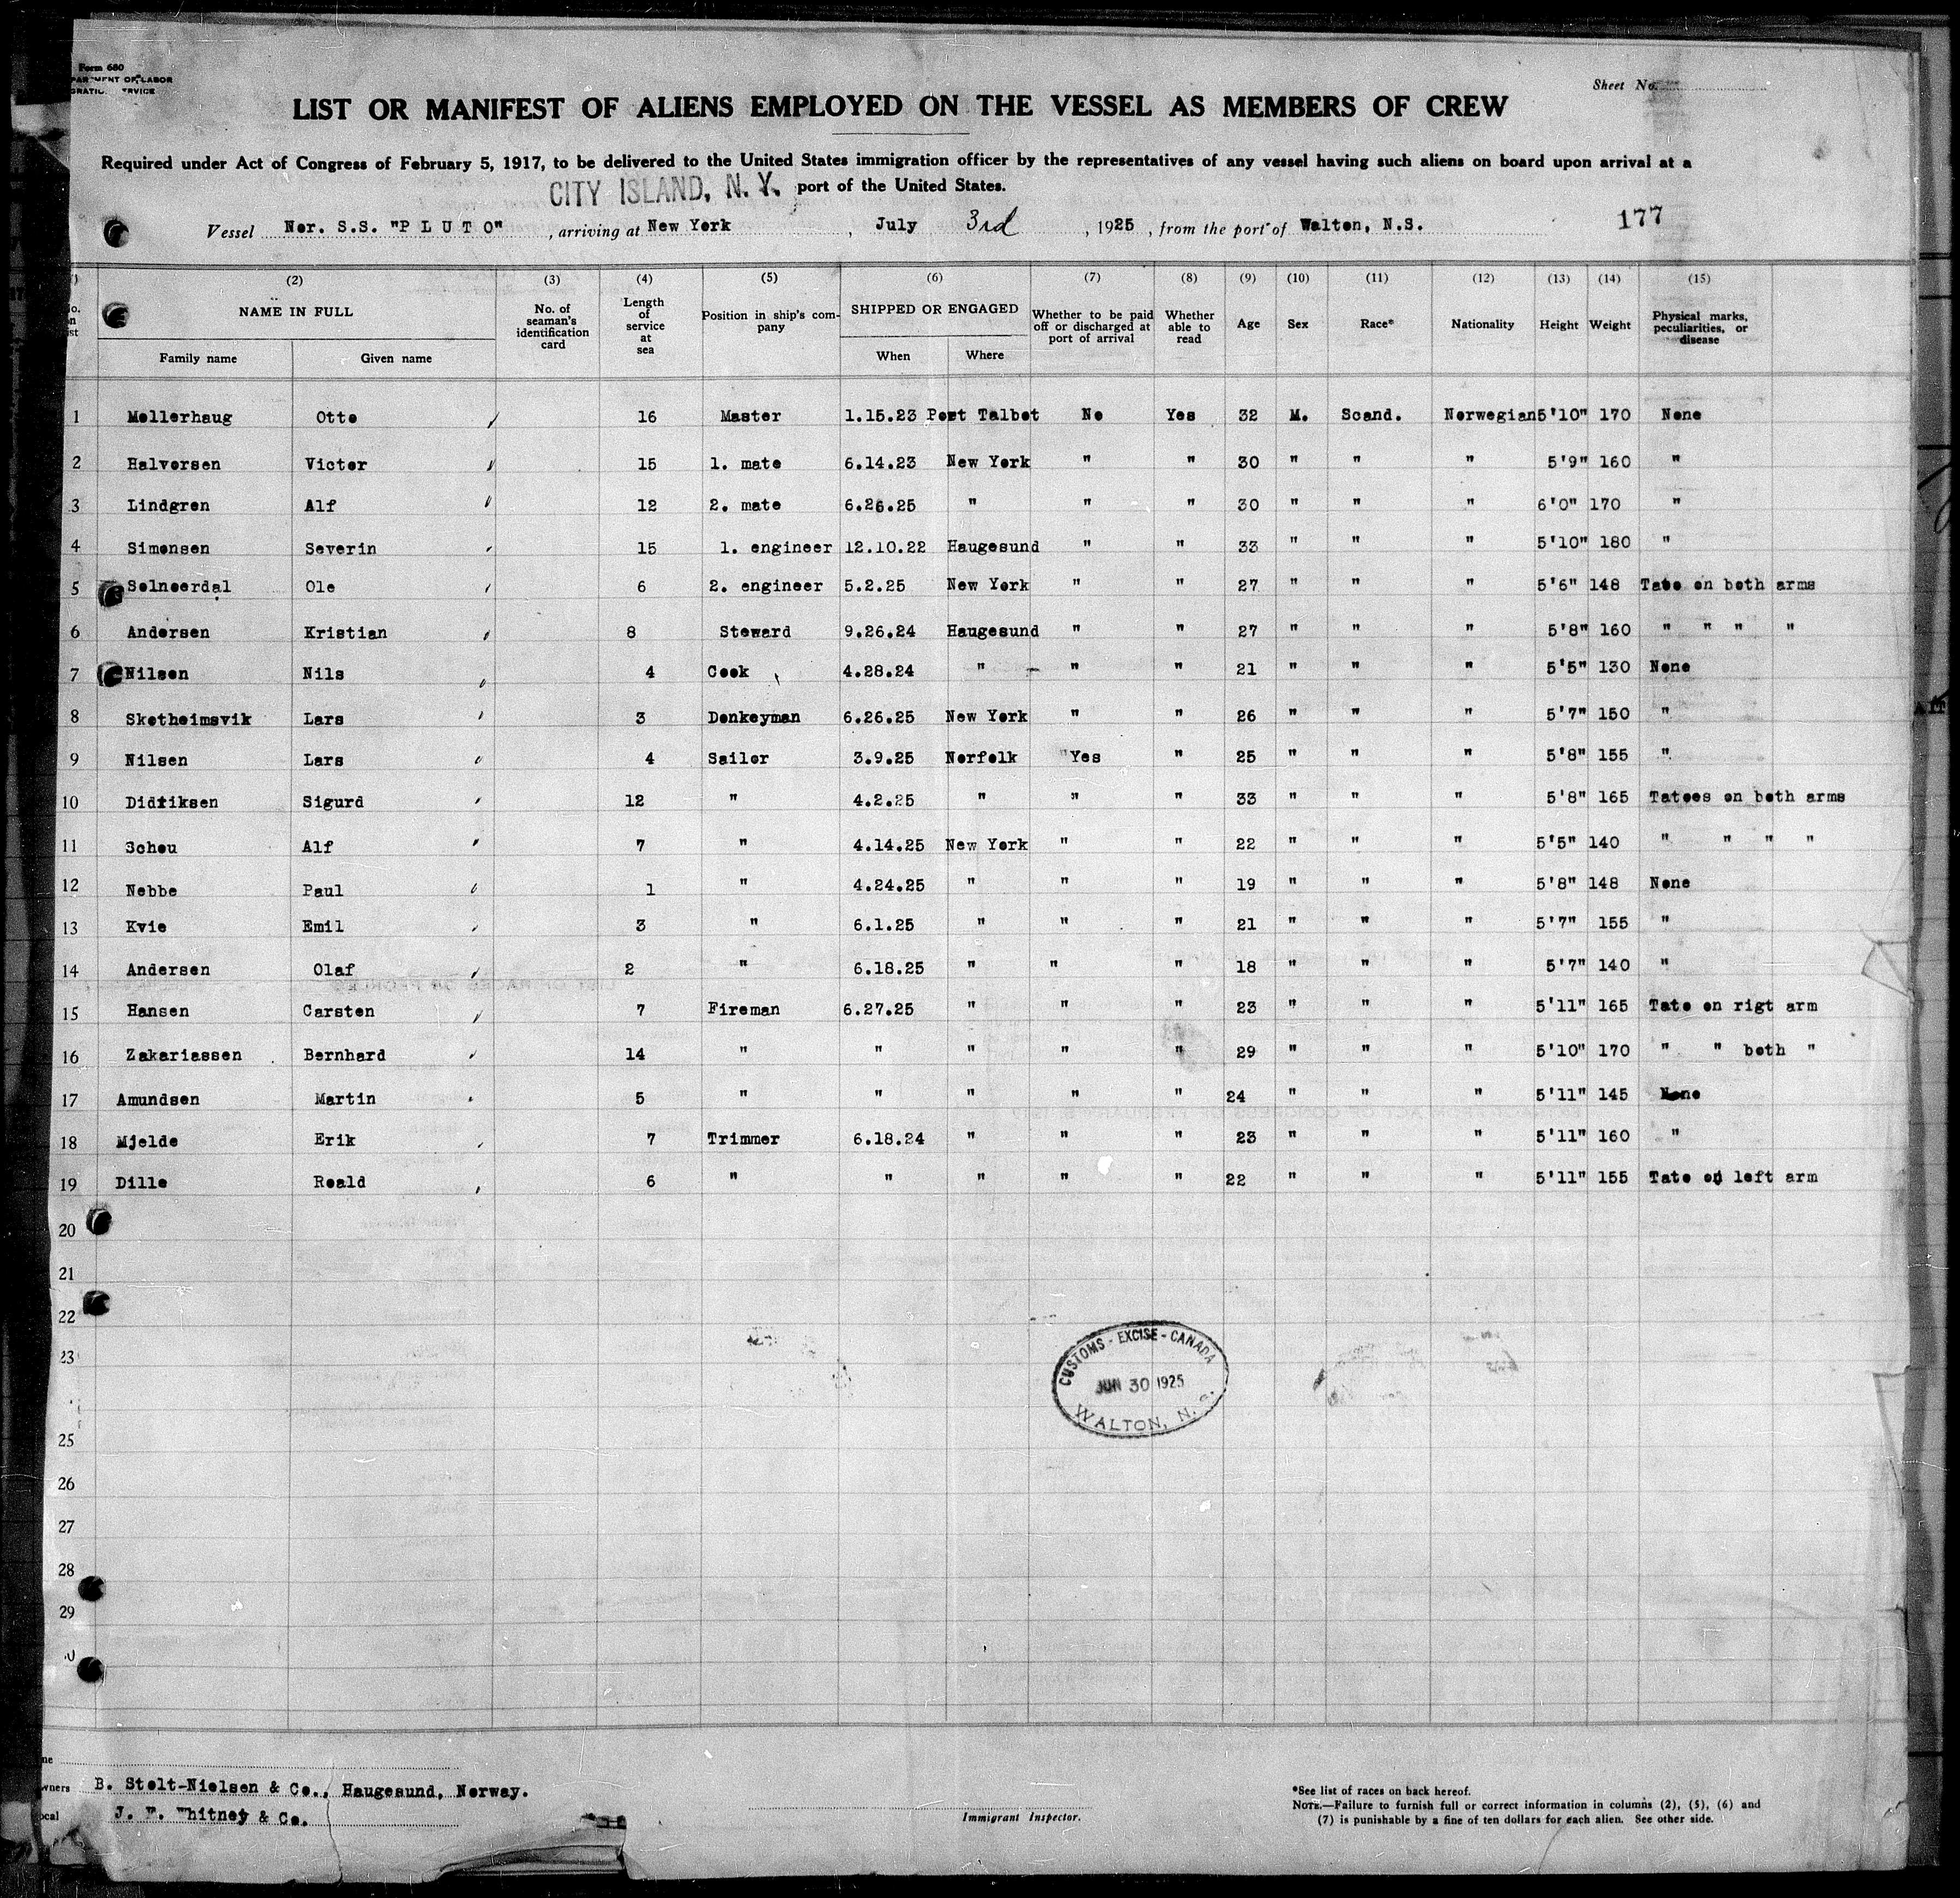 Form 680
PARTMENT OF LABOR
GRATIO SERVICE
Sheet No.
LIST OR MANIFEST OF ALIENS EMPLOYED ON THE VESSEL AS MEMBERS OF CREW
Required under Act of Congress of February 5, 1917, to be delivered to the United States immigration officer by the representatives of any vessel having such aliens on board upon arrival at a
CITY ISLAND, N. Y. port of the United States.
Vessel Nor. S.S. "P L U T O", arriving at New York, July 3rd, 1925, from the port of Walton, N.S. 177
(2) (3) (4) (5) (6) (7) (8) (9) (10) (11) (12) (13) (14) (15)
NAME IN FULL No. of seaman's identification card Length of service at sea Position in ship's company SHIPPED OR ENGAGED Whether to be paid off or discharged at port of arrival Whether able to read Age Sex Race* Nationality Height Weight Physical marks, peculiarities, or disease
Family name Given name When Where
1 Mellerhaug Otto 16 Master 1.15.23 Port Talbot No Yes 32 M. Scand. Norwegian 5'10" 170 None
2 Halvorsen Victor 15 1. mate 6.14.23 New York " " 30 " " " 5'9" 160 "
3 Lindgren Alf 12 2. mate 6.26.25 " " " 30 " " " 6'0" 170 "
4 Simonsen Severin 15 1. engineer 12.10.22 Haugesund " " 33 " " " 5'10" 180 "
5 Solneerdal Ole 6 2. engineer 5.2.25 New York " " 27 " " " 5'6" 148 Tato on both arms
6 Andersen Kristian 8 Steward 9.26.24 Haugesund " " 27 " " " 5'8" 160 " " " "
7 Nilsen Nils 4 Cook 4.28.24 " " " 21 " " " 5'5" 130 None
8 Sketheimsvik Lars 3 Donkeyman 6.26.25 New York " " 26 " " " 5'7" 150 "
9 Nilsen Lars 4 Sailor 3.9.25 Norfolk "Yes " 25 " " " 5'8" 155 "
10 Didriksen Sigurd 12 " 4.2.25 " " " 33 " " " 5'8" 165 Tatoes on both arms
11 Schou Alf 7 " 4.14.25 New York " " 22 " " " 5'5" 140 " " " "
12 Nebbe Paul 1 " 4.24.25 " " " 19 " " " 5'8" 148 None
13 Kvie Emil 3 " 6.1.25 " " " 21 " " " 5'7" 155 "
14 Andersen Olaf 2 " 6.18.25 " " " 18 " " " 5'7" 140 "
15 Hansen Carsten 7 Fireman 6.27.25 " " " 23 " " " 5'11" 165 Tato on rigt arm
16 Zakariassen Bernhard 14 " " " " " 29 " " " 5'10" 170 " " both "
17 Amundsen Martin 5 " " " " " 24 " " " 5'11" 145 None
18 Mjelde Erik 7 Trimmer 6.18.24 " " " 23 " " " 5'11" 160 "
19 Dille Roald 6 " " " " " 22 " " " 5'11" 155 Tato on left arm
20
21
22
23
25
26
27
28
29
CUSTOMS - EXCISE - CANADA
JUN 30 1925
WALTON, N. S.
wners B. Stolt-Nielsen & Co., Haugesund, Norway.
ocal J. F. Whitney & Co.
Immigrant Inspector.
*See list of races on back hereof.
NOTE.—Failure to furnish full or correct information in columns (2), (5), (6) and
(7) is punishable by a fine of ten dollars for each alien. See other side.